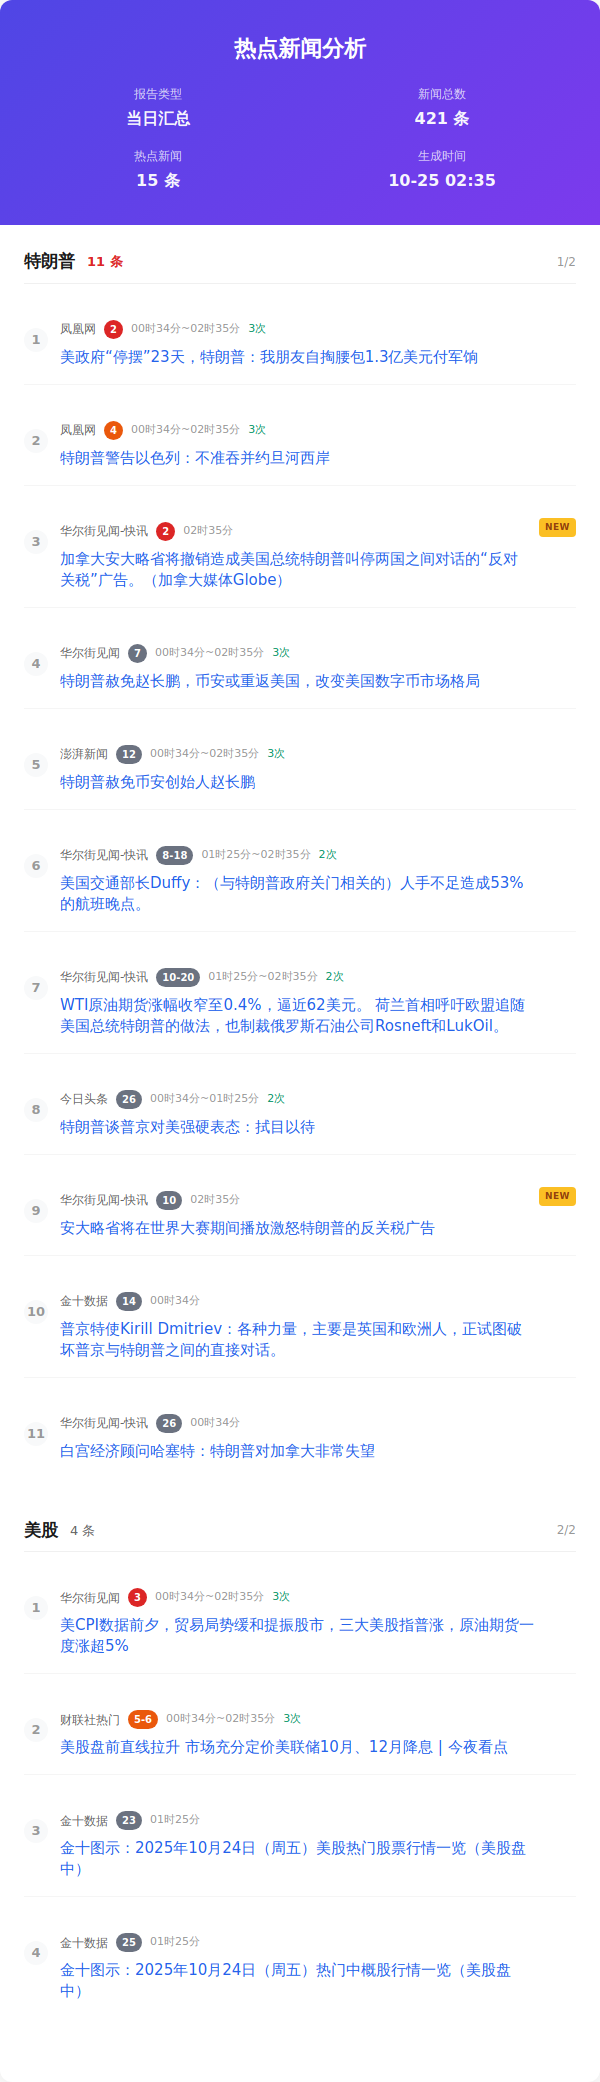 热点新闻分析
报告类型
当日汇总
新闻总数
421 条
热点新闻
15 条
生成时间
10-25 02:35
特朗普 11 条 1/2
1 凤凰网 2 00时34分~02时35分 3次
美政府“停摆”23天，特朗普：我朋友自掏腰包1.3亿美元付军饷
2 凤凰网 4 00时34分~02时35分 3次
特朗普警告以色列：不准吞并约旦河西岸
3 华尔街见闻-快讯 2 02时35分 NEW
加拿大安大略省将撤销造成美国总统特朗普叫停两国之间对话的“反对
关税”广告。（加拿大媒体Globe）
4 华尔街见闻 7 00时34分~02时35分 3次
特朗普赦免赵长鹏，币安或重返美国，改变美国数字币市场格局
5 澎湃新闻 12 00时34分~02时35分 3次
特朗普赦免币安创始人赵长鹏
6 华尔街见闻-快讯 8-18 01时25分~02时35分 2次
美国交通部长Duffy：（与特朗普政府关门相关的）人手不足造成53%
的航班晚点。
7 华尔街见闻-快讯 10-20 01时25分~02时35分 2次
WTI原油期货涨幅收窄至0.4%，逼近62美元。 荷兰首相呼吁欧盟追随
美国总统特朗普的做法，也制裁俄罗斯石油公司Rosneft和LukOil。
8 今日头条 26 00时34分~01时25分 2次
特朗普谈普京对美强硬表态：拭目以待
9 华尔街见闻-快讯 10 02时35分 NEW
安大略省将在世界大赛期间播放激怒特朗普的反关税广告
10 金十数据 14 00时34分
普京特使Kirill Dmitriev：各种力量，主要是英国和欧洲人，正试图破
坏普京与特朗普之间的直接对话。
11 华尔街见闻-快讯 26 00时34分
白宫经济顾问哈塞特：特朗普对加拿大非常失望
美股 4 条 2/2
1 华尔街见闻 3 00时34分~02时35分 3次
美CPI数据前夕，贸易局势缓和提振股市，三大美股指普涨，原油期货一
度涨超5%
2 财联社热门 5-6 00时34分~02时35分 3次
美股盘前直线拉升 市场充分定价美联储10月、12月降息 | 今夜看点
3 金十数据 23 01时25分
金十图示：2025年10月24日（周五）美股热门股票行情一览（美股盘
中）
4 金十数据 25 01时25分
金十图示：2025年10月24日（周五）热门中概股行情一览（美股盘
中）